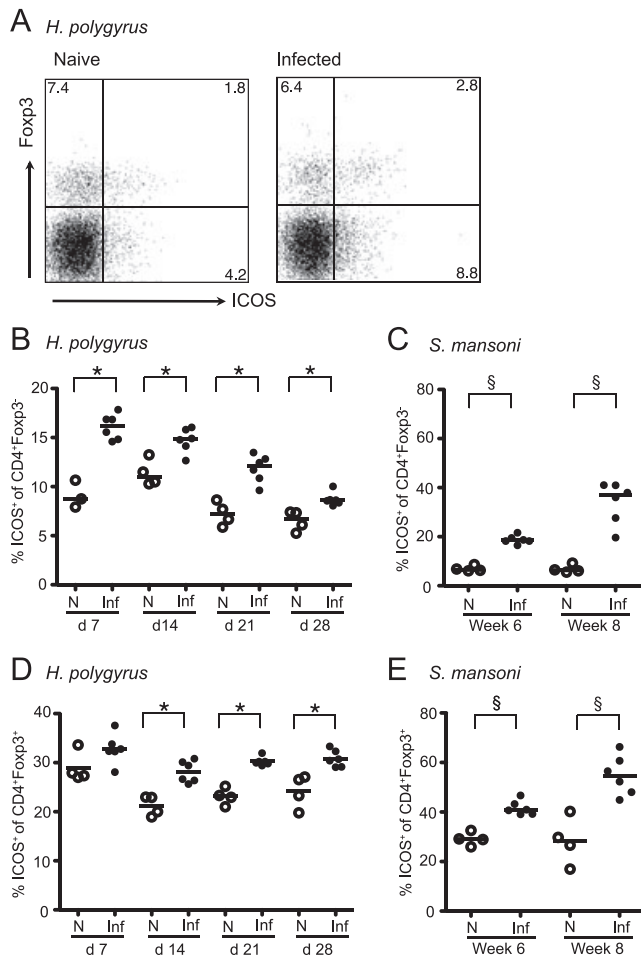 A H. polygyrus
Naive Infected
7.4 1.8 6.4 2.8
Foxp3
4.2 8.8
ICOS
B H. polygyrus
% ICOS⁺ of CD4⁺Foxp3⁻
20
15
10
5
0
* * * *
N Inf N Inf N Inf N Inf
d 7 d14 d 21 d 28
C S. mansoni
% ICOS⁺ of CD4⁺Foxp3⁻
80
60
40
20
0
§ §
N Inf N Inf
Week 6 Week 8
D H. polygyrus
% ICOS⁺ of CD4⁺Foxp3⁺
40
30
20
10
0
* * *
N Inf N Inf N Inf N Inf
d 7 d 14 d 21 d 28
E S. mansoni
% ICOS⁺ of CD4⁺Foxp3⁺
80
60
40
20
0
§ §
N Inf N Inf
Week 6 Week 8